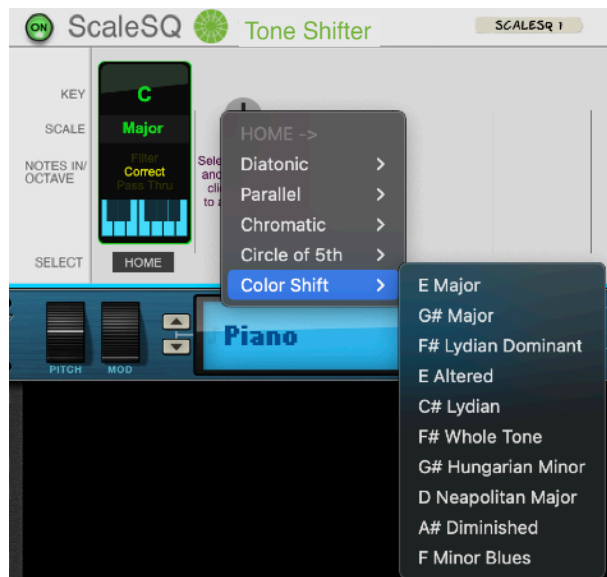 ON
ScaleSQ Tone Shifter
SCALESQ 1
KEY C
SCALE Major
NOTES IN/
OCTAVE
Filter
Correct
Pass Thru
SELECT HOME
HOME ->
Diatonic
Parallel
Chromatic
Circle of 5th
Color Shift
E Major
G# Major
F# Lydian Dominant
E Altered
C# Lydian
F# Whole Tone
G# Hungarian Minor
D Neapolitan Major
A# Diminished
F Minor Blues
PITCH MOD
Piano